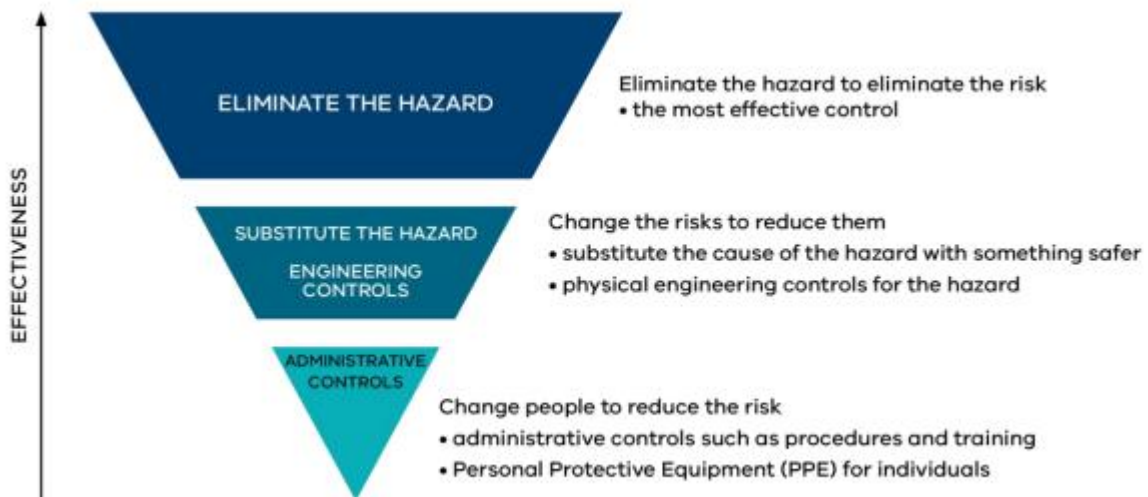 EFFECTIVENESS
ELIMINATE THE HAZARD
Eliminate the hazard to eliminate the risk
• the most effective control
SUBSTITUTE THE HAZARD
ENGINEERING
CONTROLS
Change the risks to reduce them
• substitute the cause of the hazard with something safer
• physical engineering controls for the hazard
ADMINISTRATIVE
CONTROLS
Change people to reduce the risk
• administrative controls such as procedures and training
• Personal Protective Equipment (PPE) for individuals